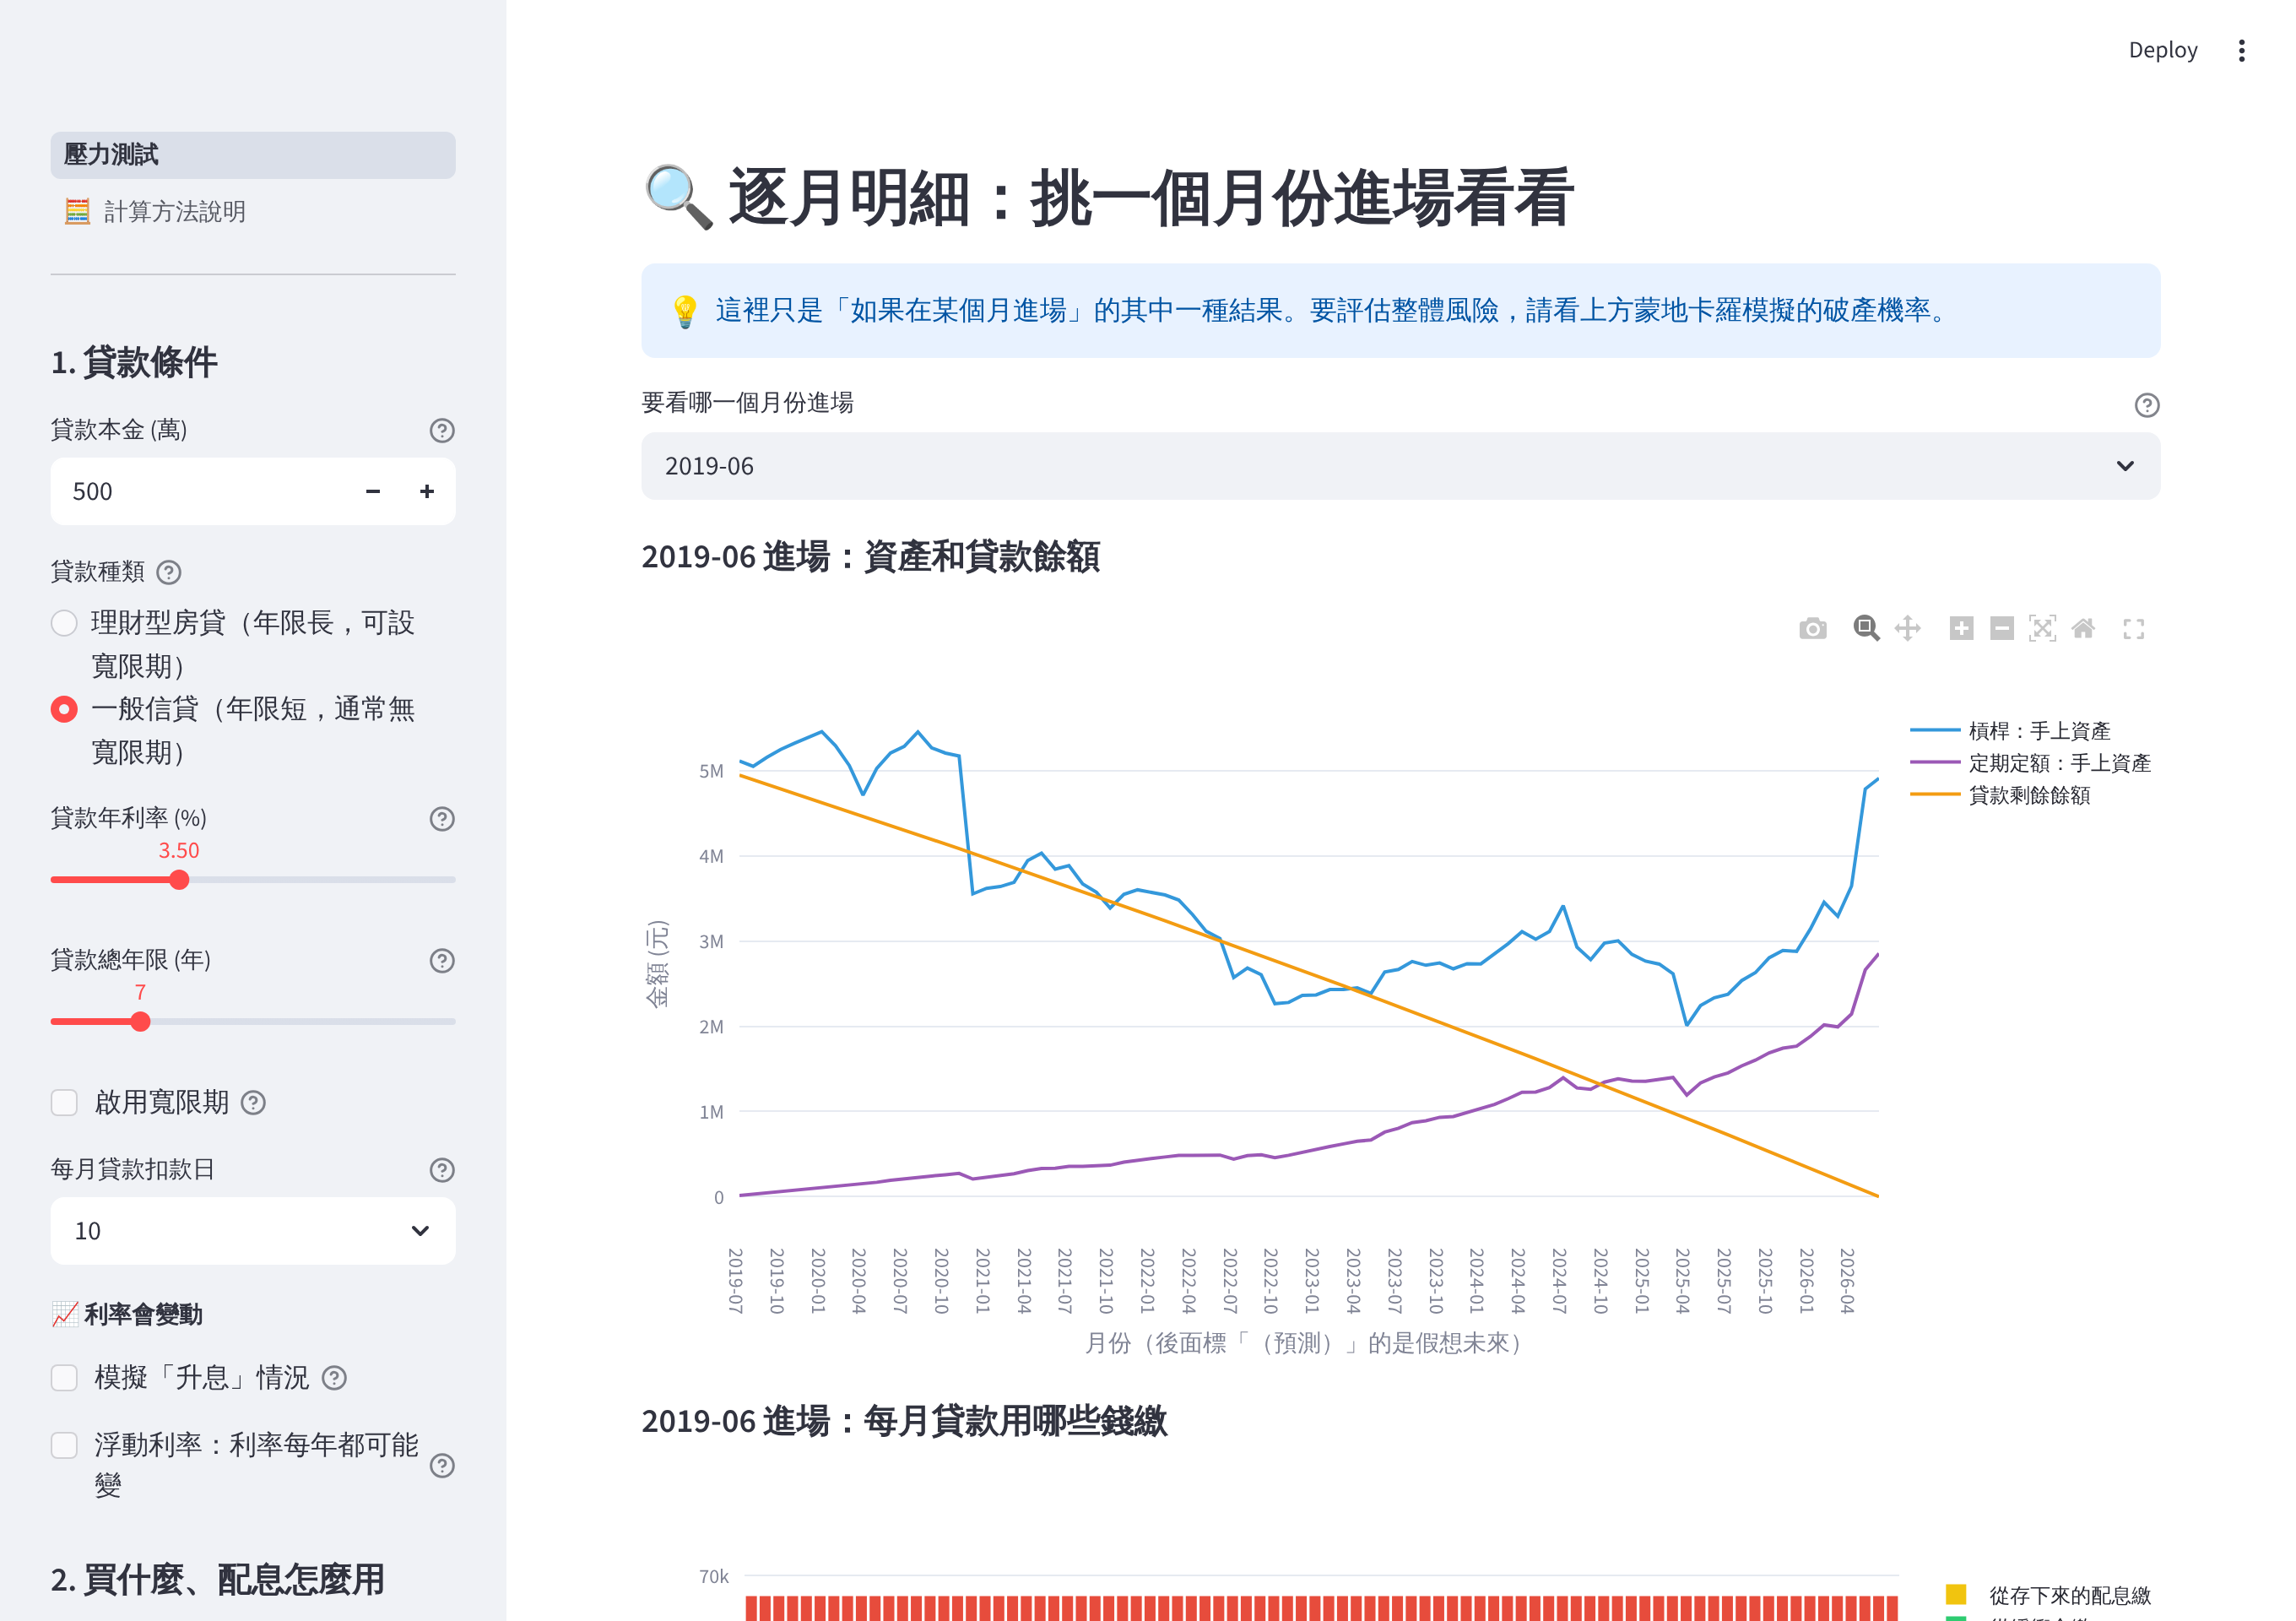 Deploy
壓力測試
🧮 計算方法說明
1. 貸款條件
貸款本金 (萬)
500
貸款種類
理財型房貸（年限長，可設
寬限期）
一般信貸（年限短，通常無
寬限期）
貸款年利率 (%)
3.50
貸款總年限 (年)
7
啟用寬限期
每月貸款扣款日
10
📈 利率會變動
模擬「升息」情況
浮動利率：利率每年都可能
變
2. 買什麼、配息怎麼用
🔍 逐月明細：挑一個月份進場看看
💡 這裡只是「如果在某個月進場」的其中一種結果。要評估整體風險，請看上方蒙地卡羅模擬的破產機率。
要看哪一個月份進場
2019-06
2019-06 進場：資產和貸款餘額
槓桿：手上資產
定期定額：手上資產
貸款剩餘餘額
金額 (元)
5M
4M
3M
2M
1M
0
2019-07
2019-10
2020-01
2020-04
2020-07
2020-10
2021-01
2021-04
2021-07
2021-10
2022-01
2022-04
2022-07
2022-10
2023-01
2023-04
2023-07
2023-10
2024-01
2024-04
2024-07
2024-10
2025-01
2025-04
2025-07
2025-10
2026-01
2026-04
月份（後面標「（預測）」的是假想未來）
2019-06 進場：每月貸款用哪些錢繳
70k
從存下來的配息繳